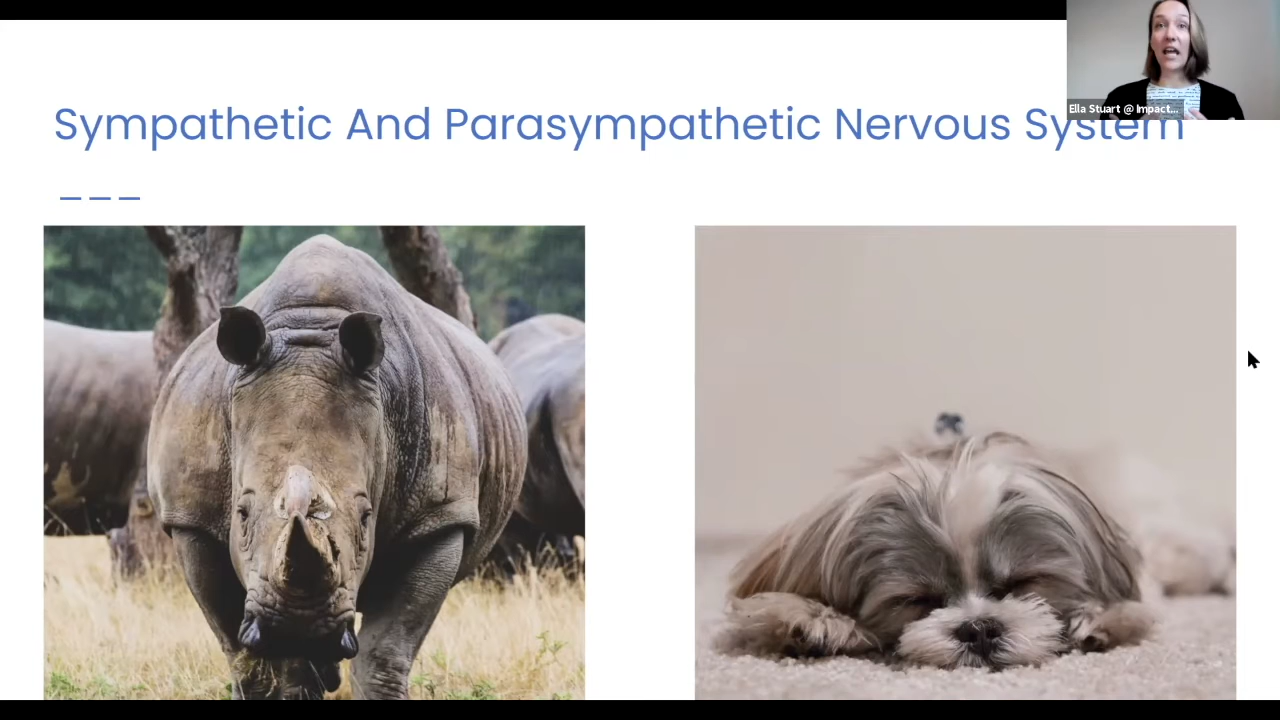 Sympathetic And Parasympathetic Nervous System
Ella Stuart @ Impact...